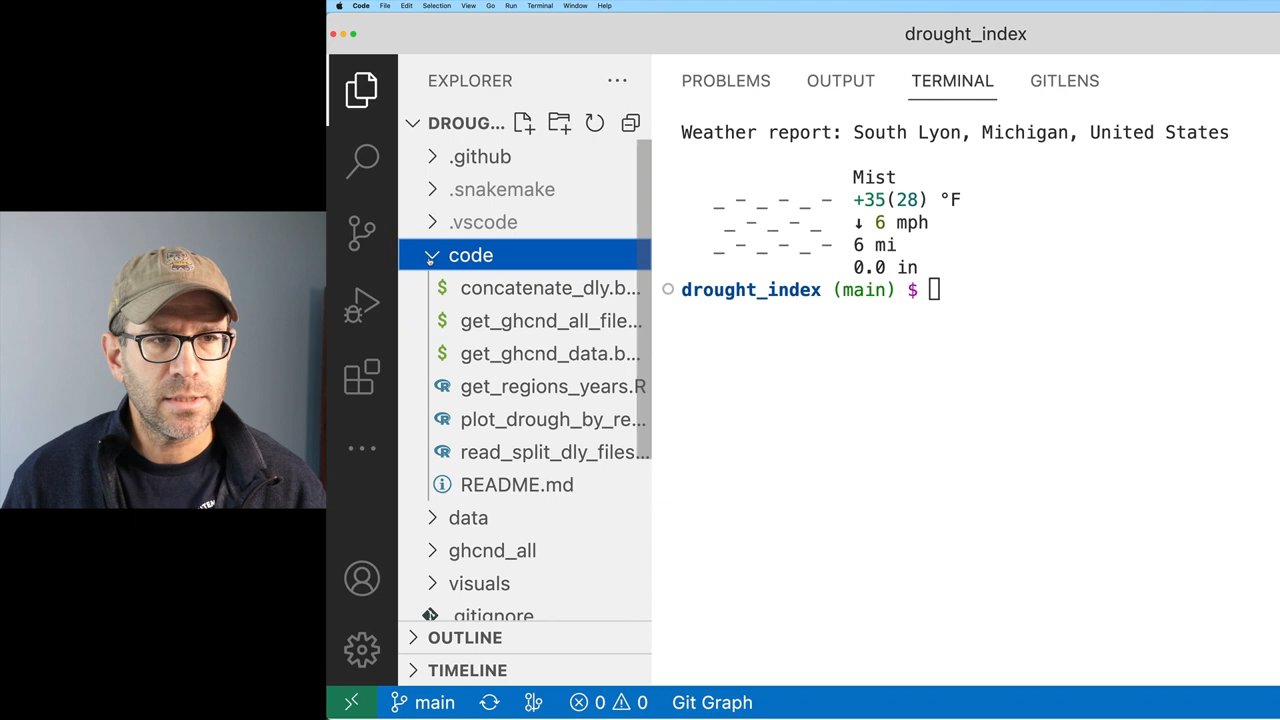 Code File Edit Selection View Go Run Terminal Window Help
drought_index
EXPLORER ···
PROBLEMS OUTPUT TERMINAL GITLENS
DROUG...
.github
.snakemake
.vscode
code
concatenate_dly.b...
get_ghcnd_all_file...
get_ghcnd_data.b...
get_regions_years.R
plot_drough_by_re...
read_split_dly_files...
README.md
data
ghcnd_all
visuals
.gitignore
OUTLINE
TIMELINE
Weather report: South Lyon, Michigan, United States
Mist
+35(28) °F
↓ 6 mph
6 mi
0.0 in
drought_index (main) $
main 0 0 Git Graph